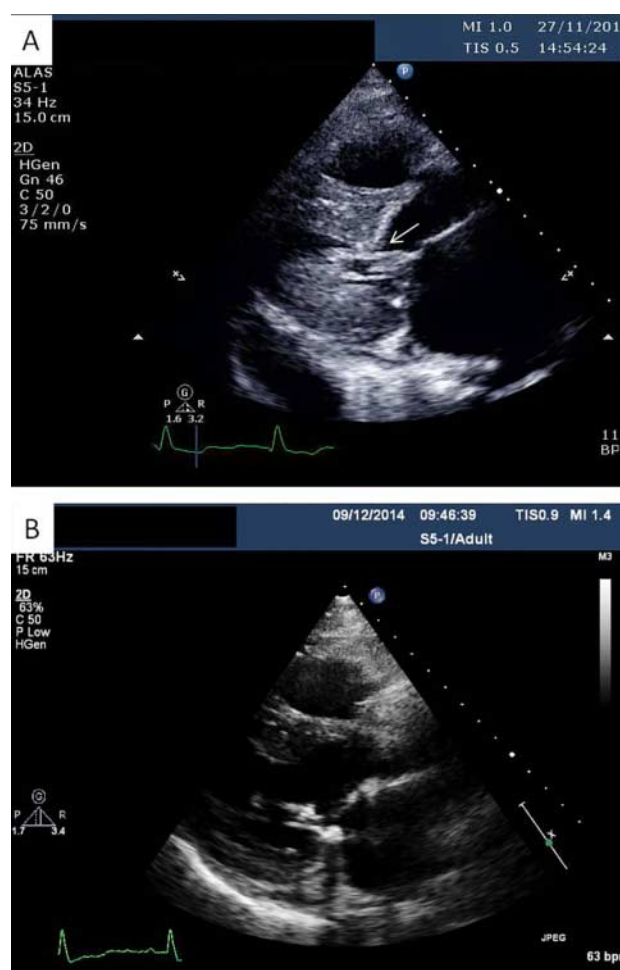 A
MI 1.0 27/11/201
TIS 0.5 14:54:24
P
ALAS
S5-1
34 Hz
15.0 cm
2D
HGen
Gn 46
C 50
3/2/0
75 mm/s
G
P R
1.6 3.2
11
BP
B
09/12/2014 09:46:39 TIS0.9 MI 1.4
S5-1/Adult
FR 63Hz
15 cm
M3
P
2D
63%
C 50
P Low
HGen
G
P R
1.7 3.4
JPEG
63 bpm